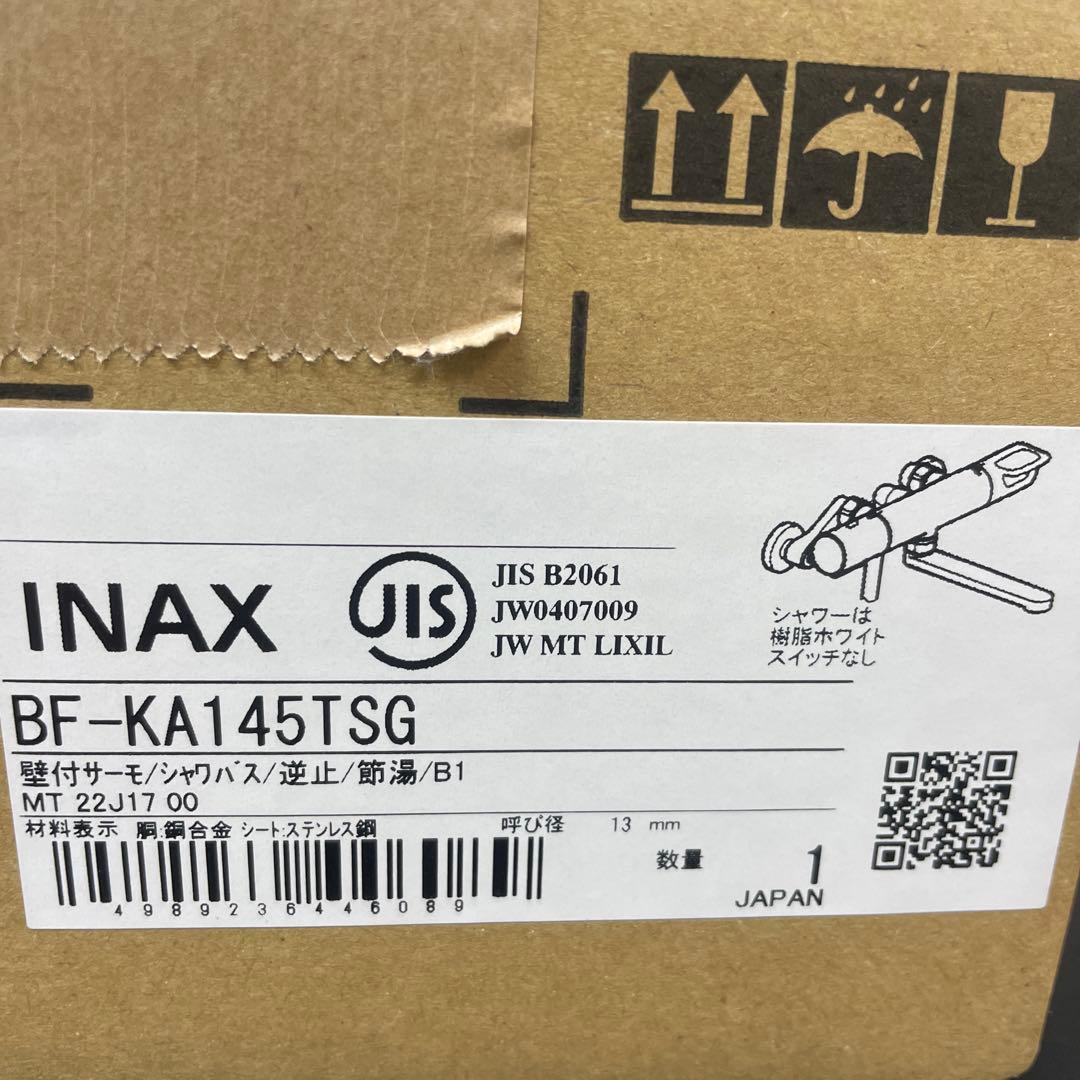 INAX
JIS
JIS B2061
JW0407009
JW MT LIXIL
シャワーは
樹脂ホワイト
スイッチなし
BF-KA145TSG
壁付サーモ/シャワバス/逆止/節湯/B1
MT 22J17 00
材料表示 胴:銅合金 シート:ステンレス鋼 呼び径 13 mm
数量 1
4989236446089
JAPAN